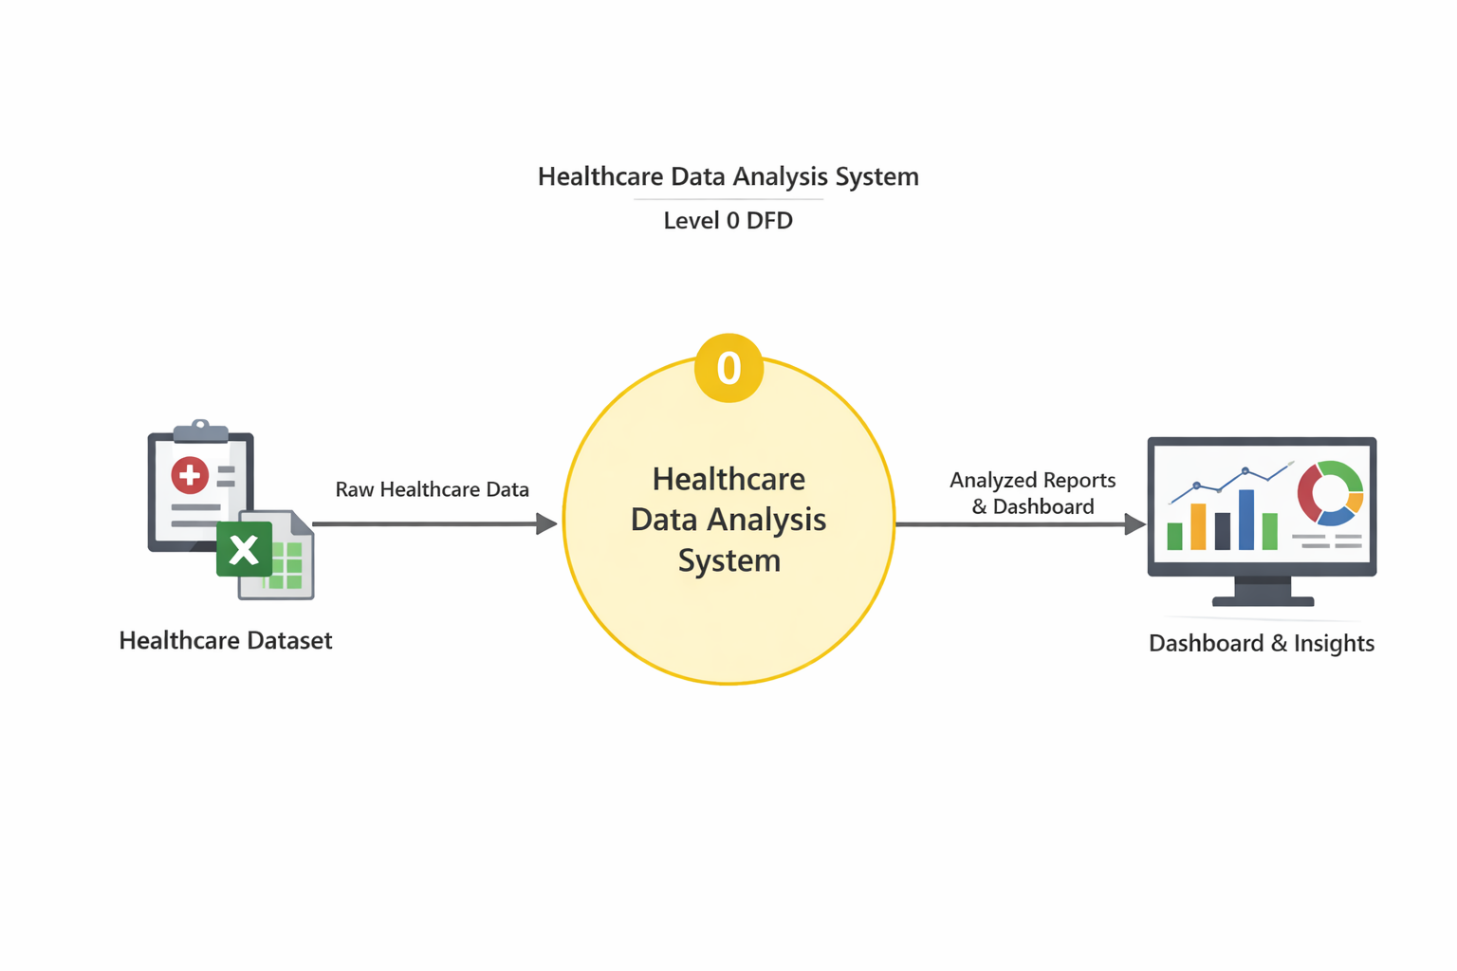 Healthcare Data Analysis System
Level 0 DFD
0
Healthcare
Data Analysis
System
Raw Healthcare Data
Analyzed Reports
& Dashboard
X
Healthcare Dataset
Dashboard & Insights